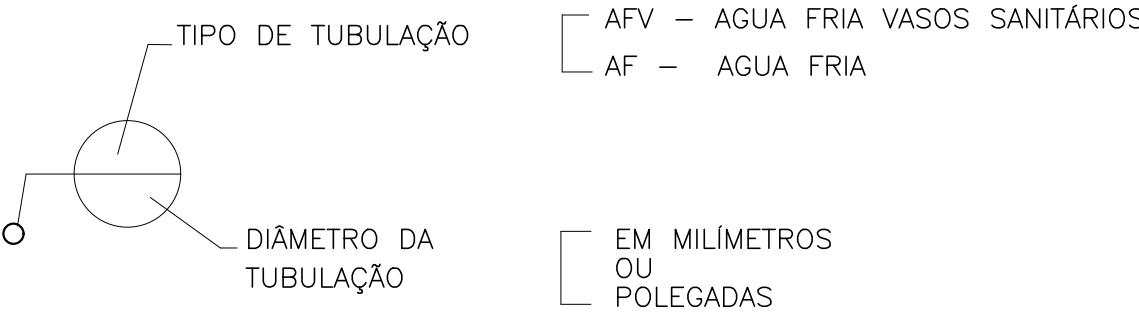 TIPO DE TUBULAÇÃO
AFV – AGUA FRIA VASOS SANITÁRIOS
AF – AGUA FRIA
DIÂMETRO DA
TUBULAÇÃO
EM MILÍMETROS
OU
POLEGADAS